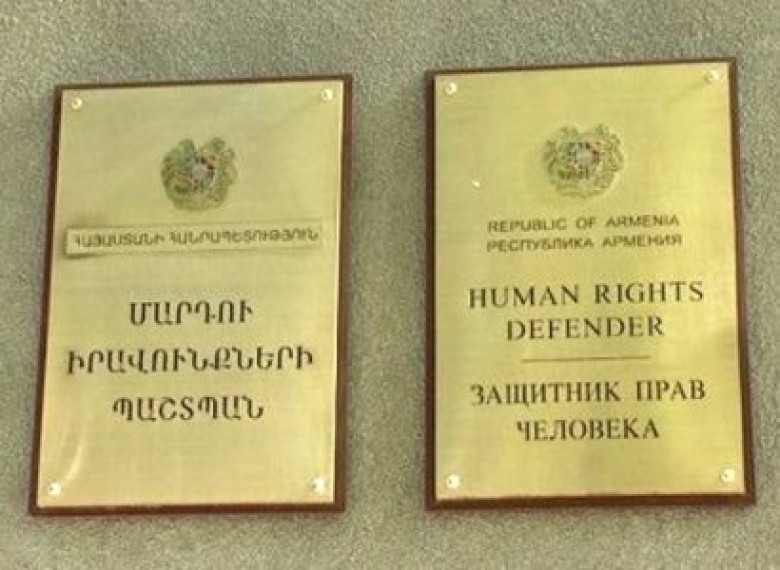 ՀԱՅԱՍՏԱՆԻ ՀԱՆՐԱՊԵՏՈՒԹՅՈՒՆ
ՄԱՐԴՈՒ
ԻՐԱՎՈՒՆՔՆԵՐԻ
ՊԱՇՏՊԱՆ
REPUBLIC OF ARMENIA
РЕСПУБЛИКА АРМЕНИЯ
HUMAN RIGHTS
DEFENDER
ЗАЩИТНИК ПРАВ
ЧЕЛОВЕКА